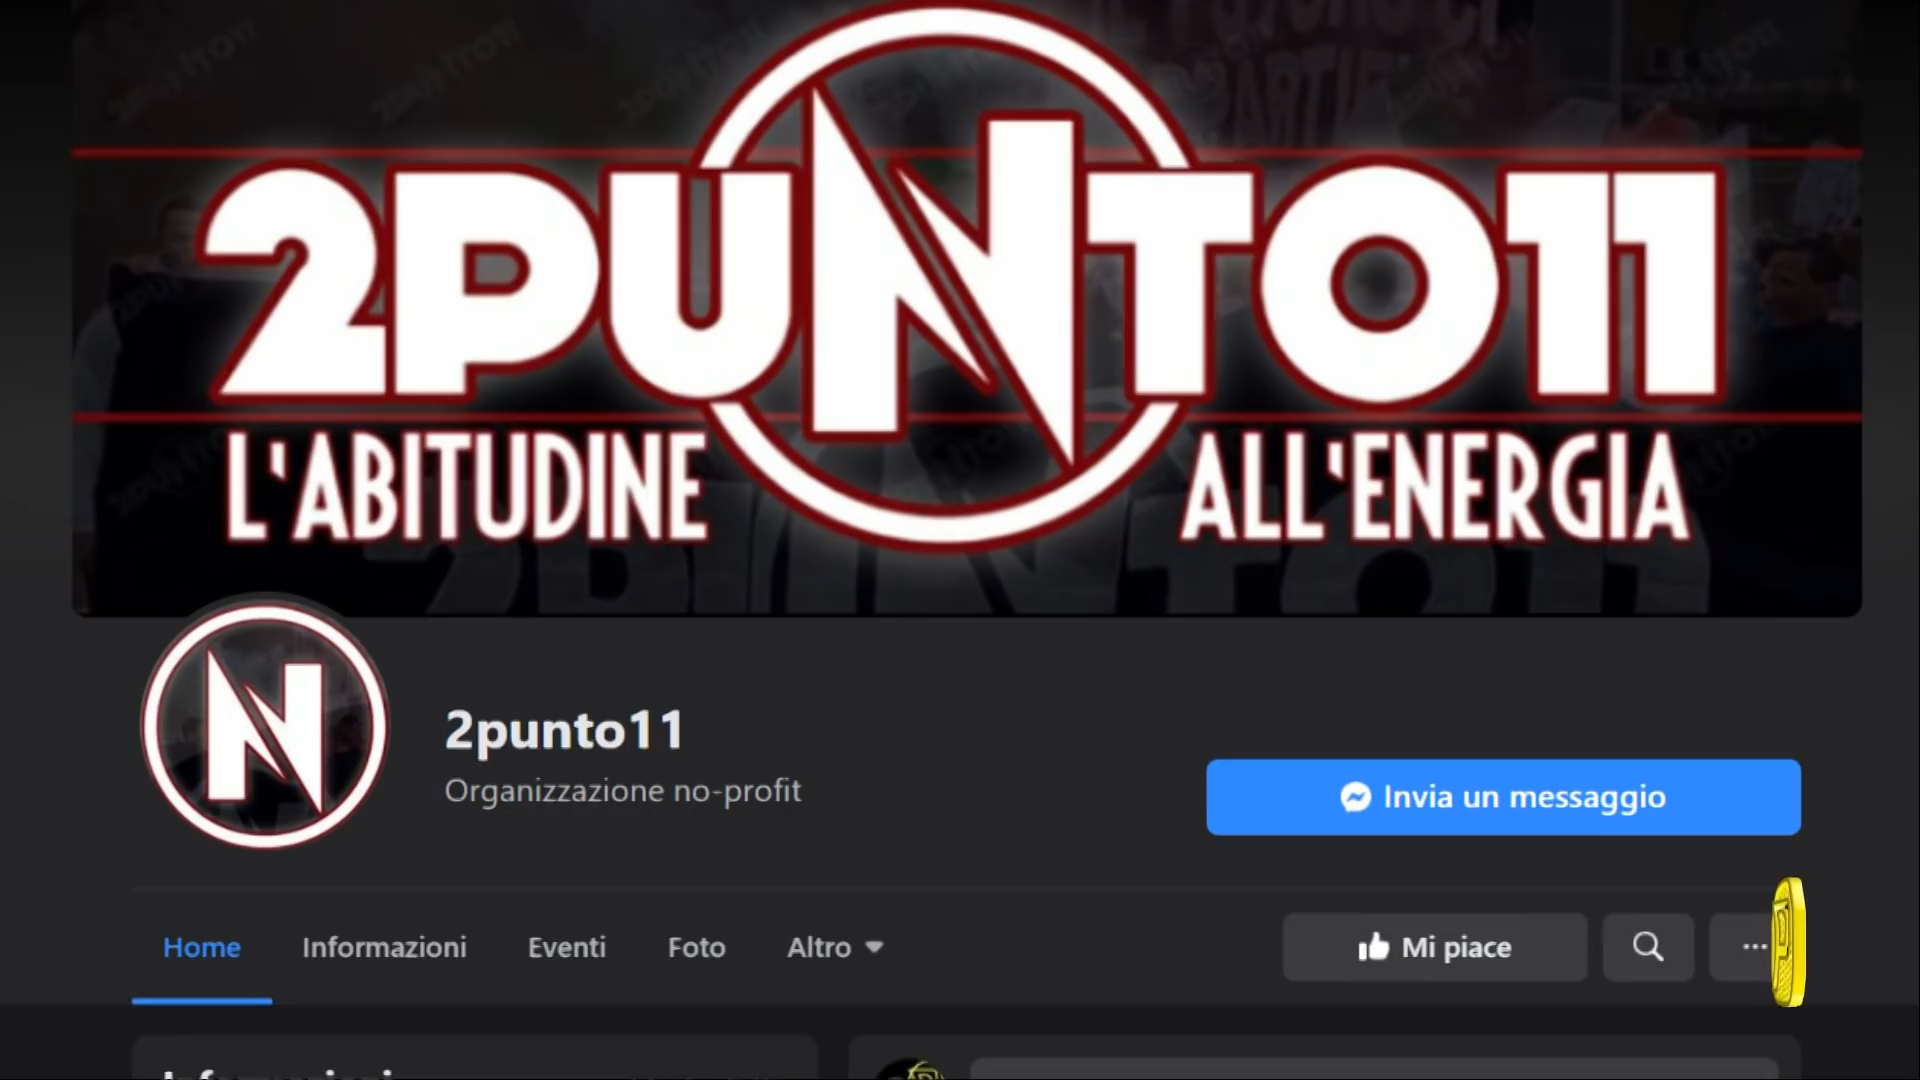 2PUNTO11
L'ABITUDINE ALL'ENERGIA
N
2punto11
Organizzazione no-profit
Invia un messaggio
Home Informazioni Eventi Foto Altro
Mi piace
...